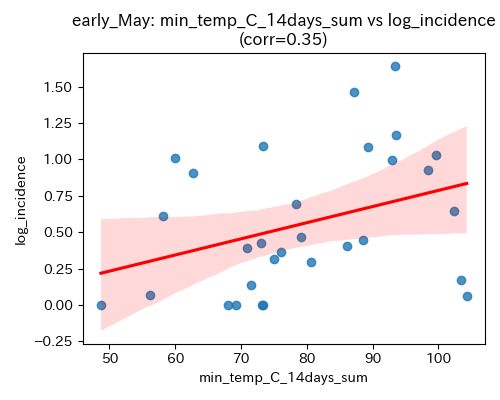 early_May: min_temp_C_14days_sum vs log_incidence
(corr=0.35)
1.50
1.25
1.00
0.75
0.50
0.25
0.00
−0.25
log_incidence
50 60 70 80 90 100
min_temp_C_14days_sum